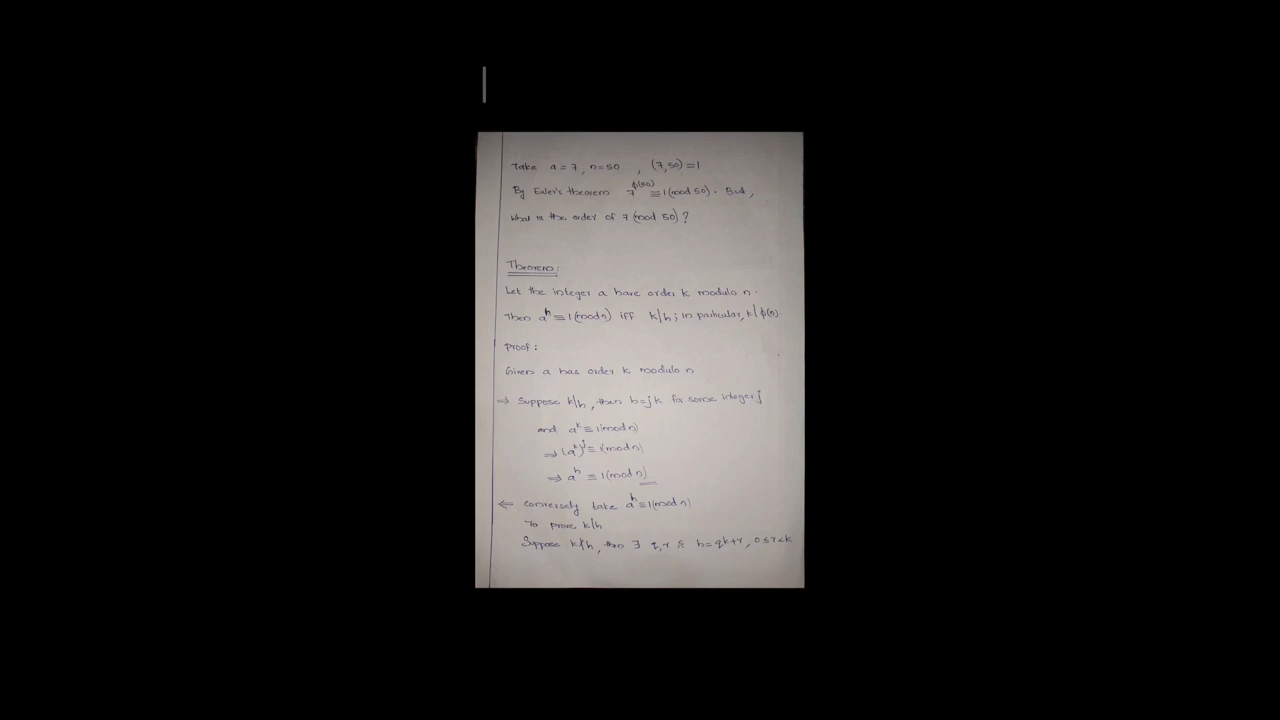 Take a = 7, n = 50, (7,50) = 1
By Euler's theorem 7^φ(50) ≡ 1 (mod 50). But,
What is the order of 7 (mod 50)?
Theorem:
Let the integer a have order k modulo n.
Then a^h ≡ 1 (mod n) iff k/h ; in particular, k/φ(n).
Proof:
Given a has order k modulo n
⇒ Suppose k/h, then h = jk for some integer j
and a^k ≡ 1 (mod n)
⇒ (a^k)^j ≡ 1 (mod n)
⇒ a^h ≡ 1 (mod n)
⇐ Conversely take a^h ≡ 1 (mod n)
To prove k/h
Suppose k∤h, then ∃ q, r ∋ h = qk + r, 0 ≤ r < k